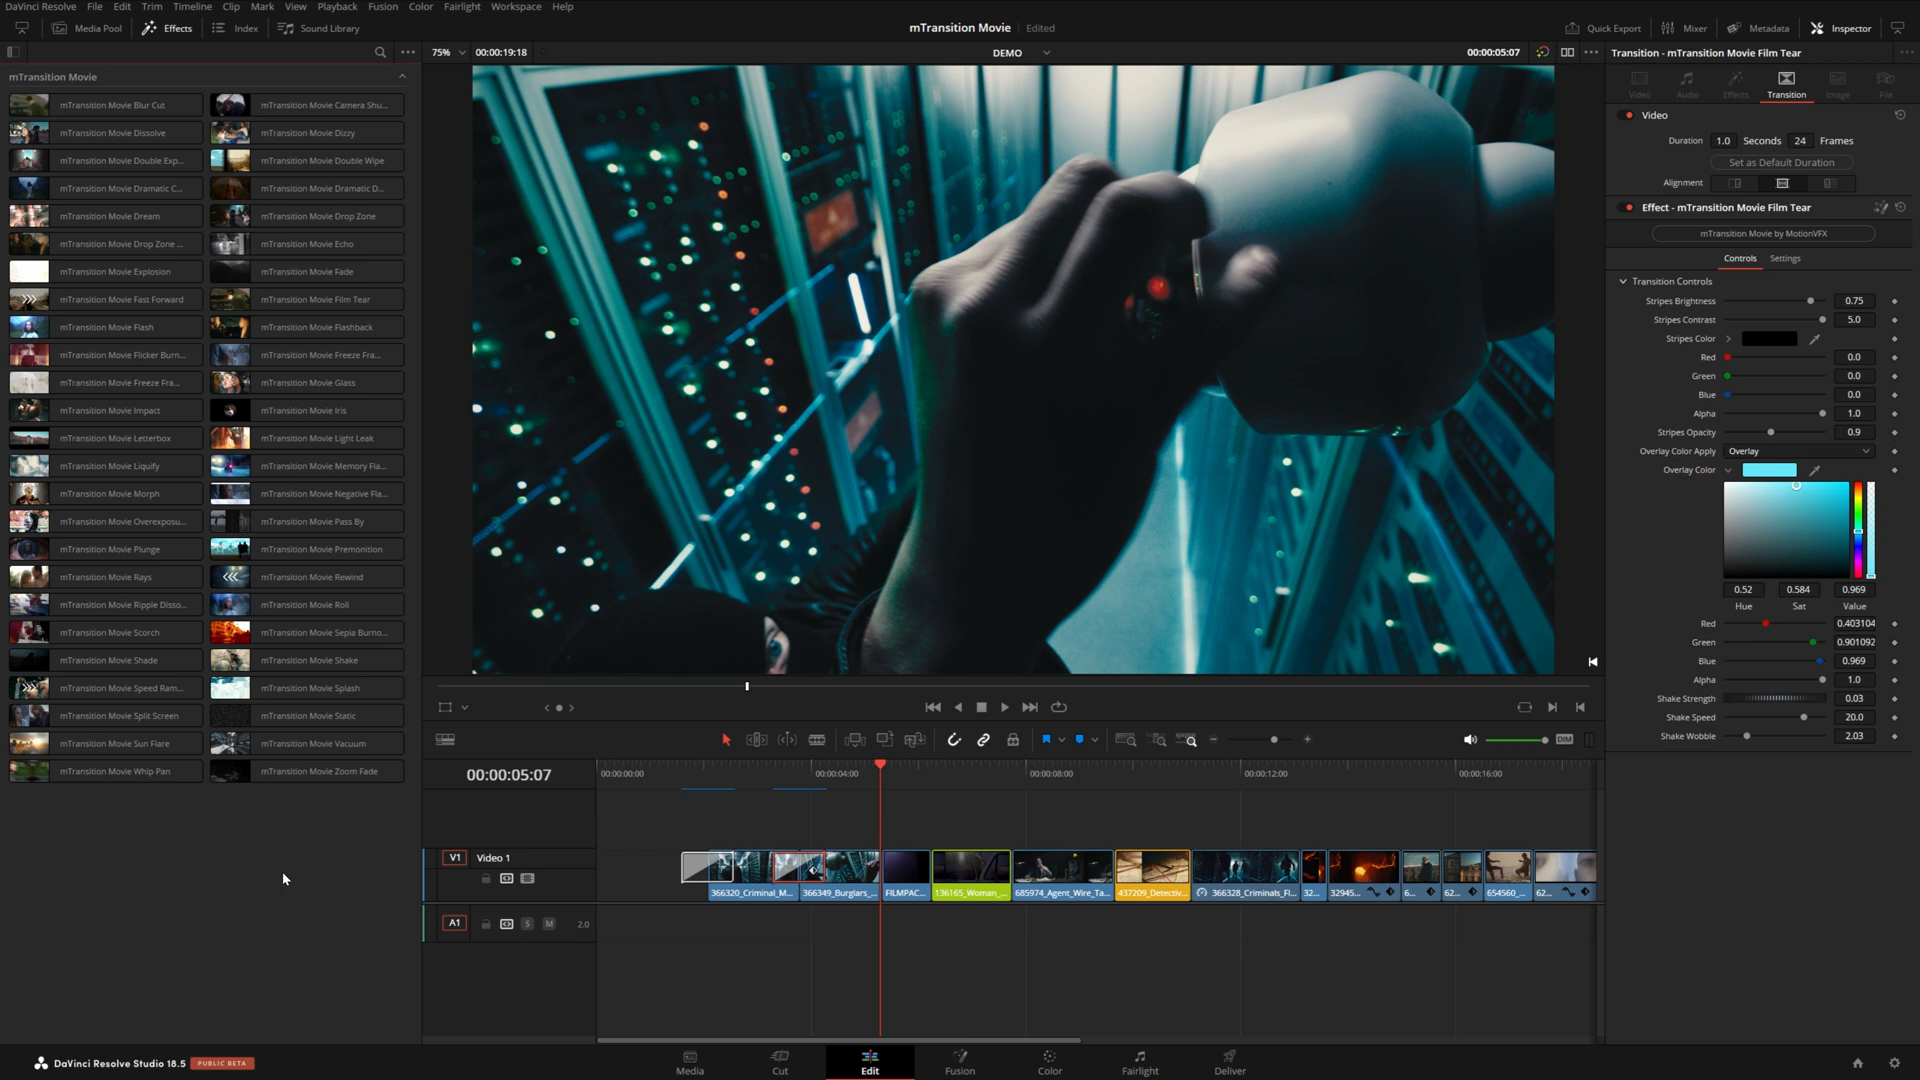 DaVinci Resolve File Edit Trim Timeline Clip Mark View Playback Fusion Color Fairlight Workspace Help
Media Pool Effects Index Sound Library
mTransition Movie Edited
Quick Export Mixer Metadata Inspector
75% 00:00:19:18 DEMO 00:00:05:07
Transition - mTransition Movie Film Tear
mTransition Movie
mTransition Movie Blur Cut mTransition Movie Camera Shu...
mTransition Movie Dissolve mTransition Movie Dizzy
mTransition Movie Double Exp... mTransition Movie Double Wipe
mTransition Movie Dramatic C... mTransition Movie Dramatic D...
mTransition Movie Dream mTransition Movie Drop Zone
mTransition Movie Drop Zone ... mTransition Movie Echo
mTransition Movie Explosion mTransition Movie Fade
mTransition Movie Fast Forward mTransition Movie Film Tear
mTransition Movie Flash mTransition Movie Flashback
mTransition Movie Flicker Burn... mTransition Movie Freeze Fra...
mTransition Movie Freeze Fra... mTransition Movie Glass
mTransition Movie Impact mTransition Movie Iris
mTransition Movie Letterbox mTransition Movie Light Leak
mTransition Movie Liquify mTransition Movie Memory Fla...
mTransition Movie Morph mTransition Movie Negative Fla...
mTransition Movie Overexposu... mTransition Movie Pass By
mTransition Movie Plunge mTransition Movie Premonition
mTransition Movie Rays mTransition Movie Rewind
mTransition Movie Ripple Disso... mTransition Movie Roll
mTransition Movie Scorch mTransition Movie Sepia Burno...
mTransition Movie Shade mTransition Movie Shake
mTransition Movie Speed Ram... mTransition Movie Splash
mTransition Movie Split Screen mTransition Movie Static
mTransition Movie Sun Flare mTransition Movie Vacuum
mTransition Movie Whip Pan mTransition Movie Zoom Fade
Video Audio Effects Transition Image File
Video
Duration 1.0 Seconds 24 Frames
Set as Default Duration
Alignment
Effect - mTransition Movie Film Tear
mTransition Movie by MotionVFX
Controls Settings
Transition Controls
Stripes Brightness 0.75
Stripes Contrast 5.0
Stripes Color
Red 0.0
Green 0.0
Blue 0.0
Alpha 1.0
Stripes Opacity 0.9
Overlay Color Apply Overlay
Overlay Color
0.52 0.584 0.969
Hue Sat Value
Red 0.403104
Green 0.901092
Blue 0.969
Alpha 1.0
Shake Strength 0.03
Shake Speed 20.0
Shake Wobble 2.03
DIM
00:00:05:07 00:00:00:00 00:00:04:00 00:00:08:00 00:00:12:00 00:00:16:00
V1 Video 1
366320_Criminal_M... 366349_Burglars_... FILMPAC... 136165_Woman_... 685974_Agent_Wire_Ta... 437209_Detectiv... 366328_Criminals_Fl... 32... 32945... 6... 62... 654560_... 62...
A1 S M 2.0
DaVinci Resolve Studio 18.5 PUBLIC BETA
Media Cut Edit Fusion Color Fairlight Deliver